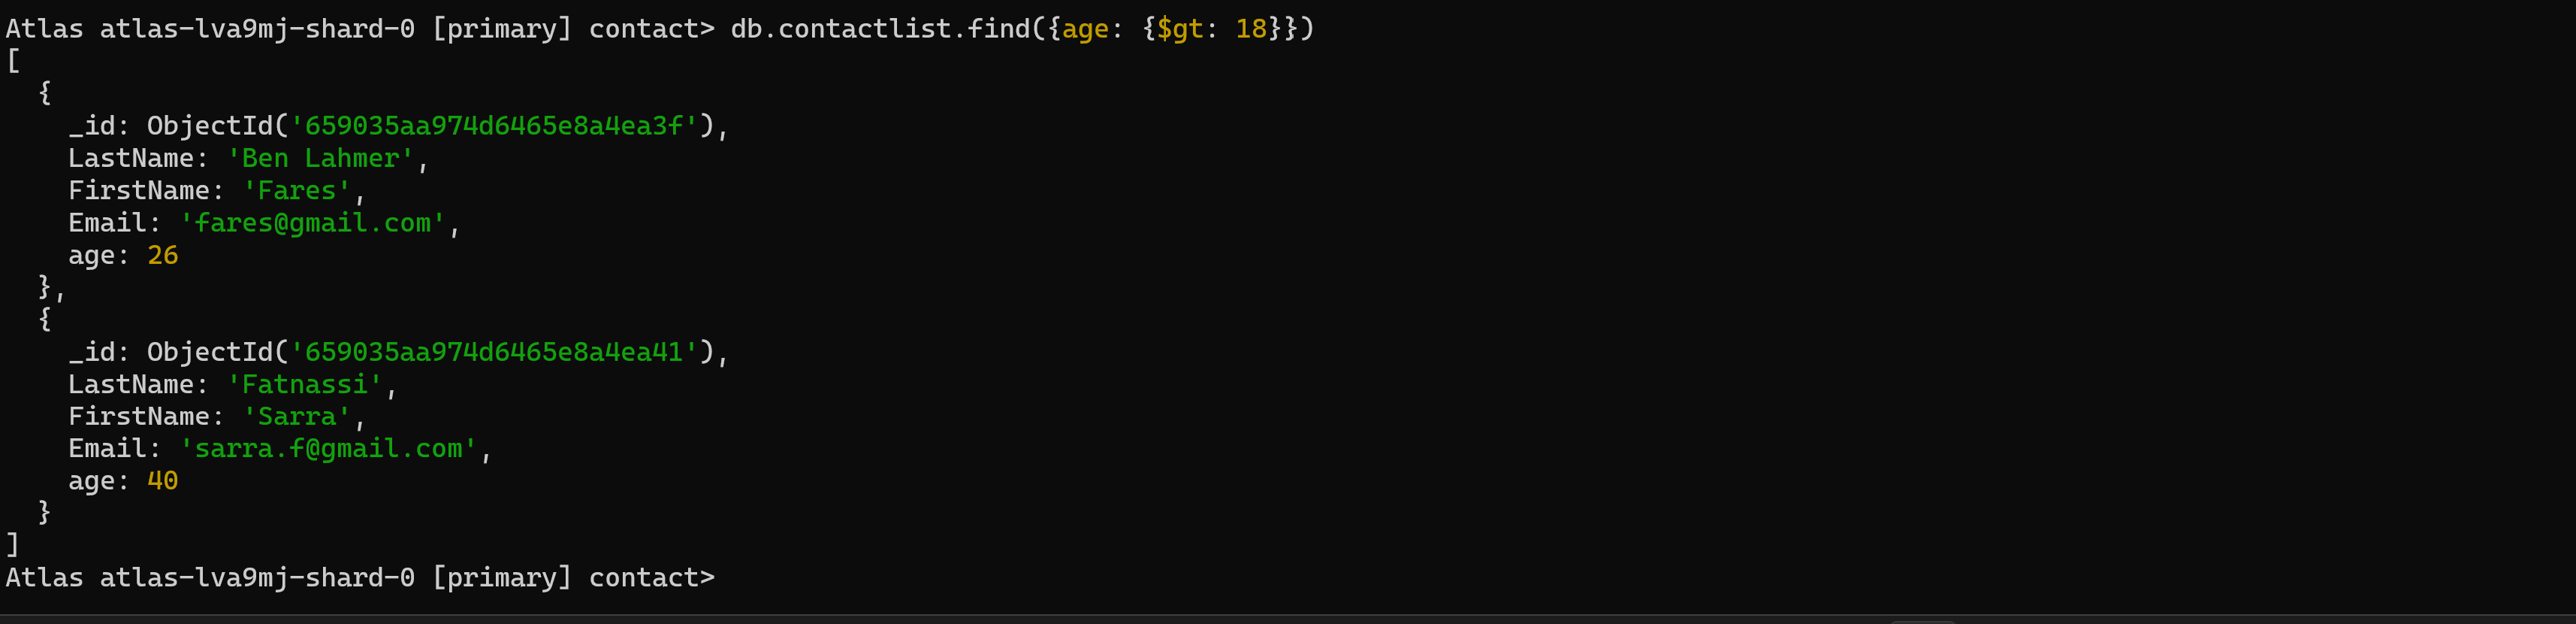 Atlas atlas-lva9mj-shard-0 [primary] contact> db.contactlist.find({age: {$gt: 18}})
[
  {
    _id: ObjectId('659035aa974d6465e8a4ea3f'),
    LastName: 'Ben Lahmer',
    FirstName: 'Fares',
    Email: 'fares@gmail.com',
    age: 26
  },
  {
    _id: ObjectId('659035aa974d6465e8a4ea41'),
    LastName: 'Fatnassi',
    FirstName: 'Sarra',
    Email: 'sarra.f@gmail.com',
    age: 40
  }
]
Atlas atlas-lva9mj-shard-0 [primary] contact>